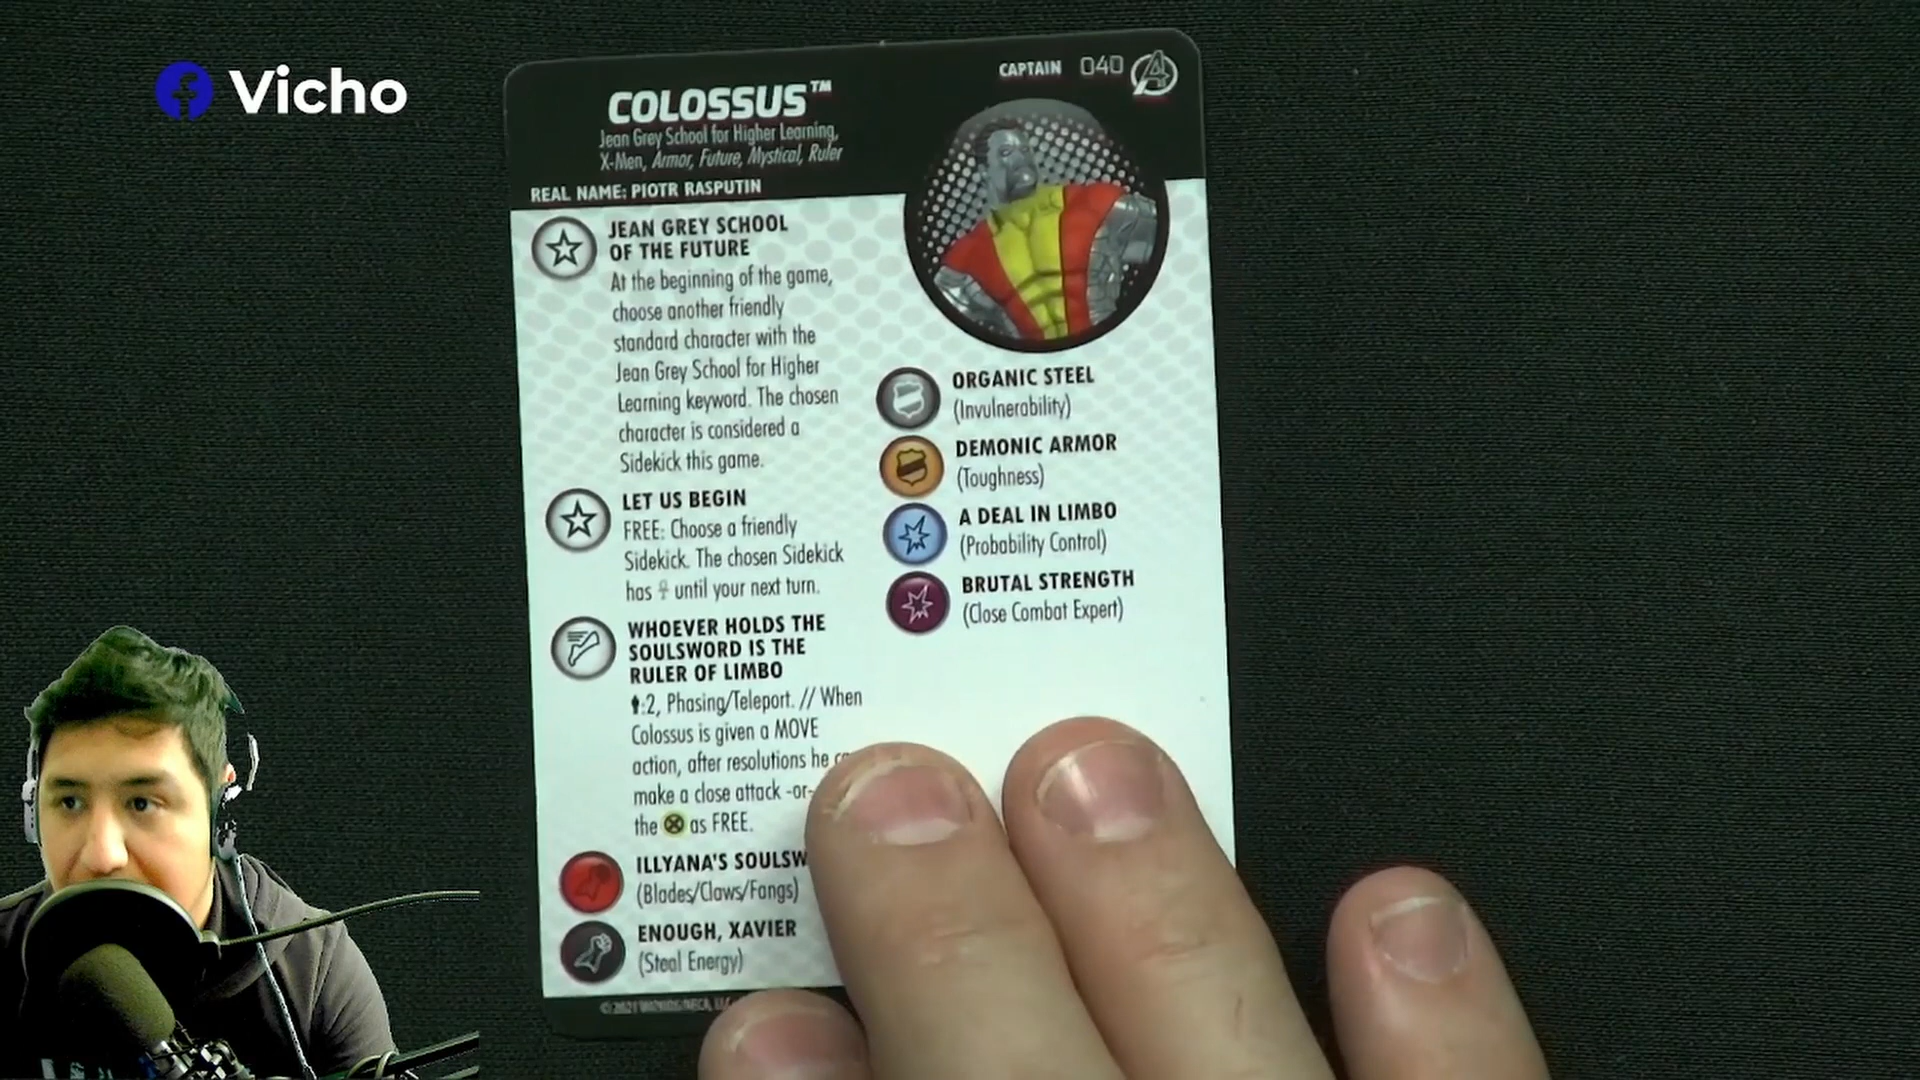 Vicho
COLOSSUS™
Jean Grey School for Higher Learning,
X-Men, Armor, Future, Mystical, Ruler
REAL NAME: PIOTR RASPUTIN
CAPTAIN 040
JEAN GREY SCHOOL
OF THE FUTURE
At the beginning of the game,
choose another friendly
standard character with the
Jean Grey School for Higher
Learning keyword. The chosen
character is considered a
Sidekick this game.
LET US BEGIN
FREE: Choose a friendly
Sidekick. The chosen Sidekick
has until your next turn.
WHOEVER HOLDS THE
SOULSWORD IS THE
RULER OF LIMBO
:2, Phasing/Teleport. // When
Colossus is given a MOVE
action, after resolutions he
make a close attack -or-
the as FREE.
ILLYANA'S SOULSW
(Blades/Claws/Fangs)
ENOUGH, XAVIER
(Steal Energy)
ORGANIC STEEL
(Invulnerability)
DEMONIC ARMOR
(Toughness)
A DEAL IN LIMBO
(Probability Control)
BRUTAL STRENGTH
(Close Combat Expert)
©2021 WIZKIDS/NECA, LLC